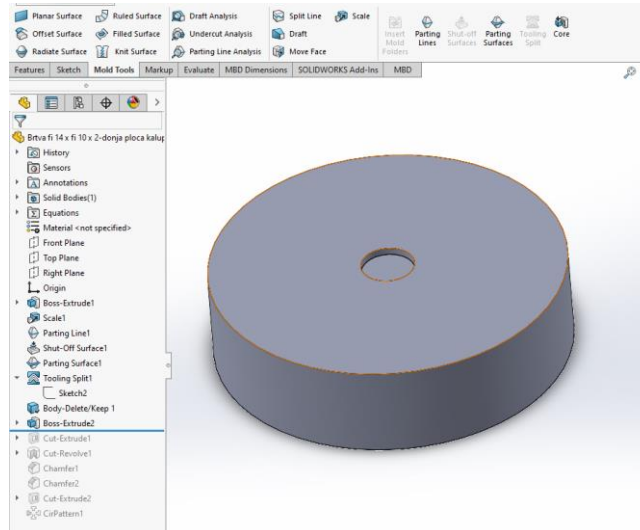 Planar Surface Ruled Surface Draft Analysis Split Line Scale
Offset Surface Filled Surface Undercut Analysis Draft
Radiate Surface Knit Surface Parting Line Analysis Move Face
Insert Mold Folders
Parting Lines
Shut-off Surfaces
Parting Surfaces
Tooling Split
Core
Features Sketch Mold Tools Markup Evaluate MBD Dimensions SOLIDWORKS Add-Ins MBD
Brtva fi 14 x fi 10 x 2-donja ploca kalup
History
Sensors
Annotations
Solid Bodies(1)
Equations
Material <not specified>
Front Plane
Top Plane
Right Plane
Origin
Boss-Extrude1
Scale1
Parting Line1
Shut-Off Surface1
Parting Surface1
Tooling Split1
Sketch2
Body-Delete/Keep 1
Boss-Extrude2
Cut-Extrude1
Cut-Revolve1
Chamfer1
Chamfer2
Cut-Extrude2
CirPattern1